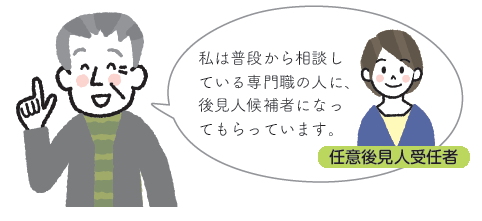 私は普段から相談し
ている専門職の人に、
後見人候補者になっ
てもらっています。
任意後見人受任者